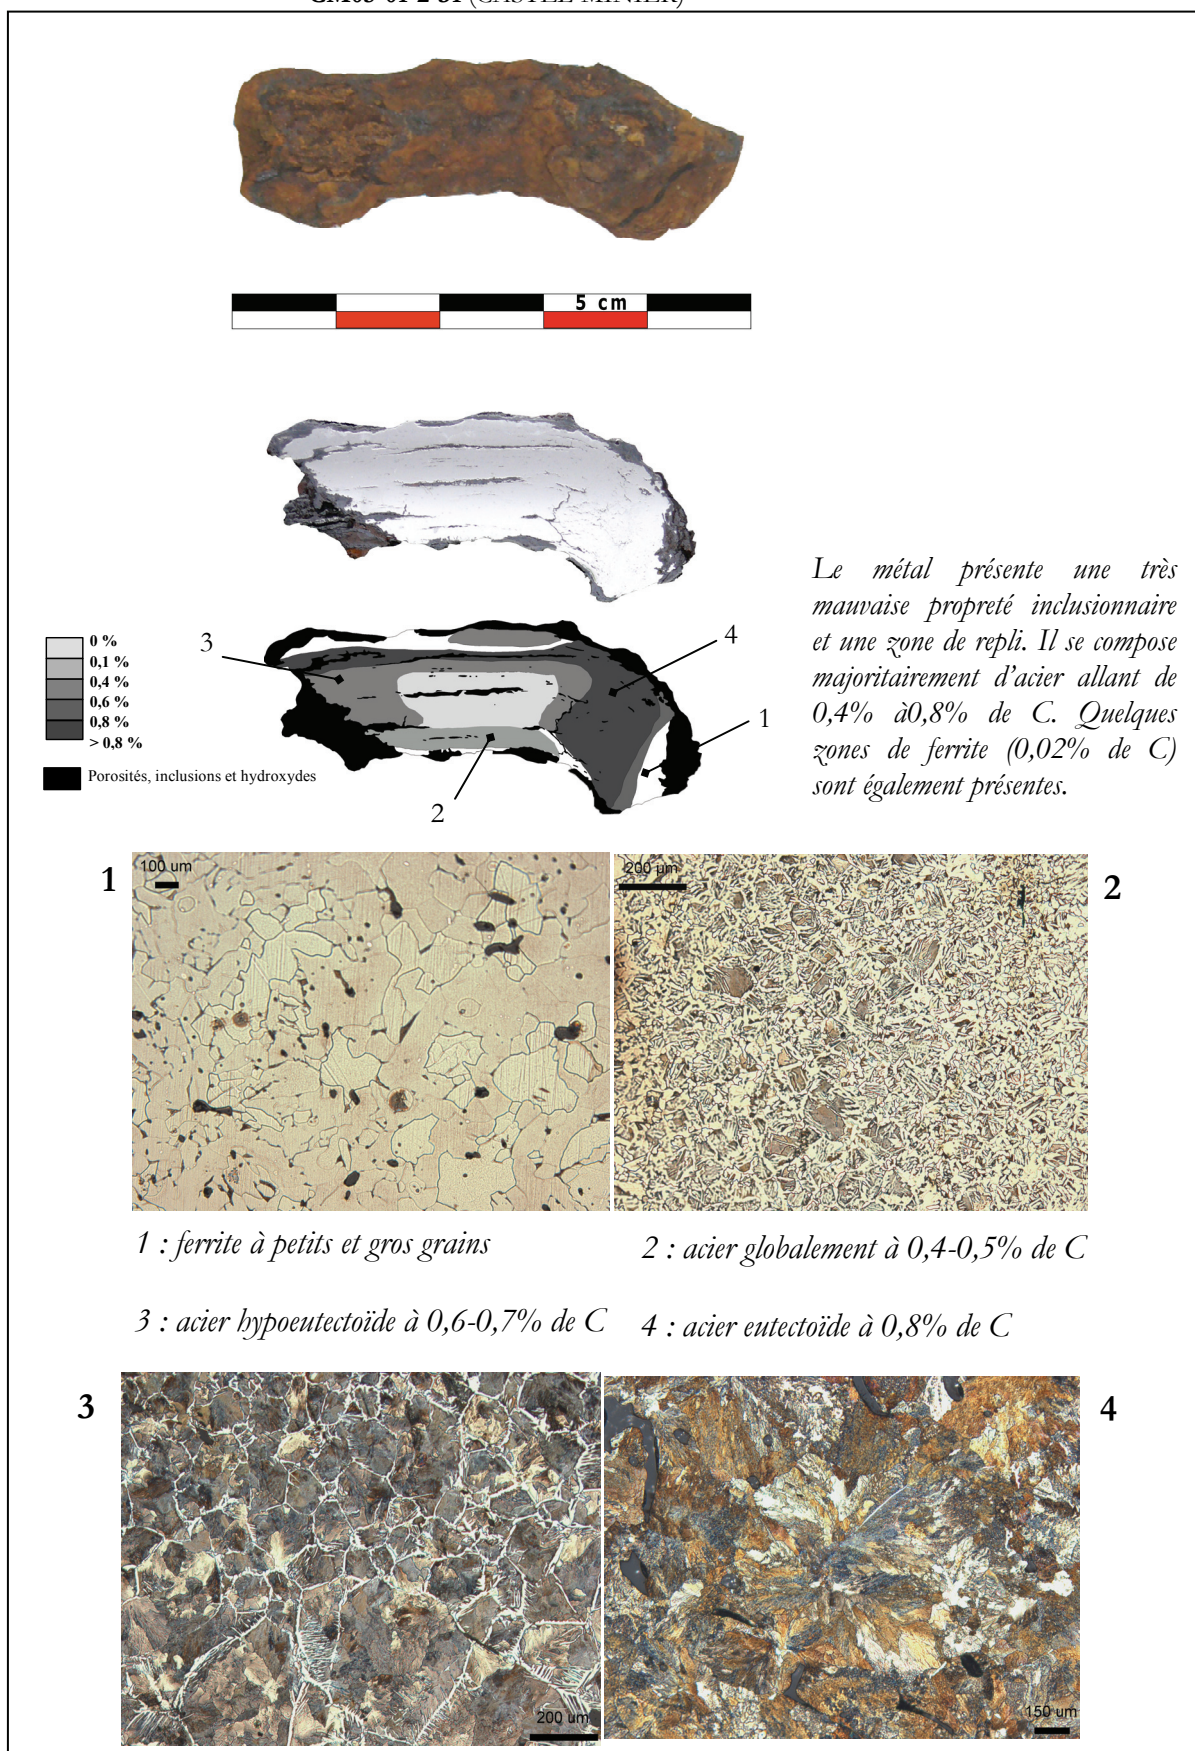 5 cm
3
4
Le métal présente une très
mauvaise propreté inclusionnaire
et une zone de repli. Il se compose
majoritairement d'acier allant de
0,4% à0,8% de C. Quelques
zones de ferrite (0,02% de C)
sont également présentes.
0 %
0,1 %
0,4 %
0,6 %
0,8 %
> 0,8 %
1
Porosités, inclusions et hydroxydes
2
1
100 um
200 µm
2
1 : ferrite à petits et gros grains
2 : acier globalement à 0,4-0,5% de C
3 : acier hypoeutectoïde à 0,6-0,7% de C
4 : acier eutectoïde à 0,8% de C
3
4
200 um
150 um